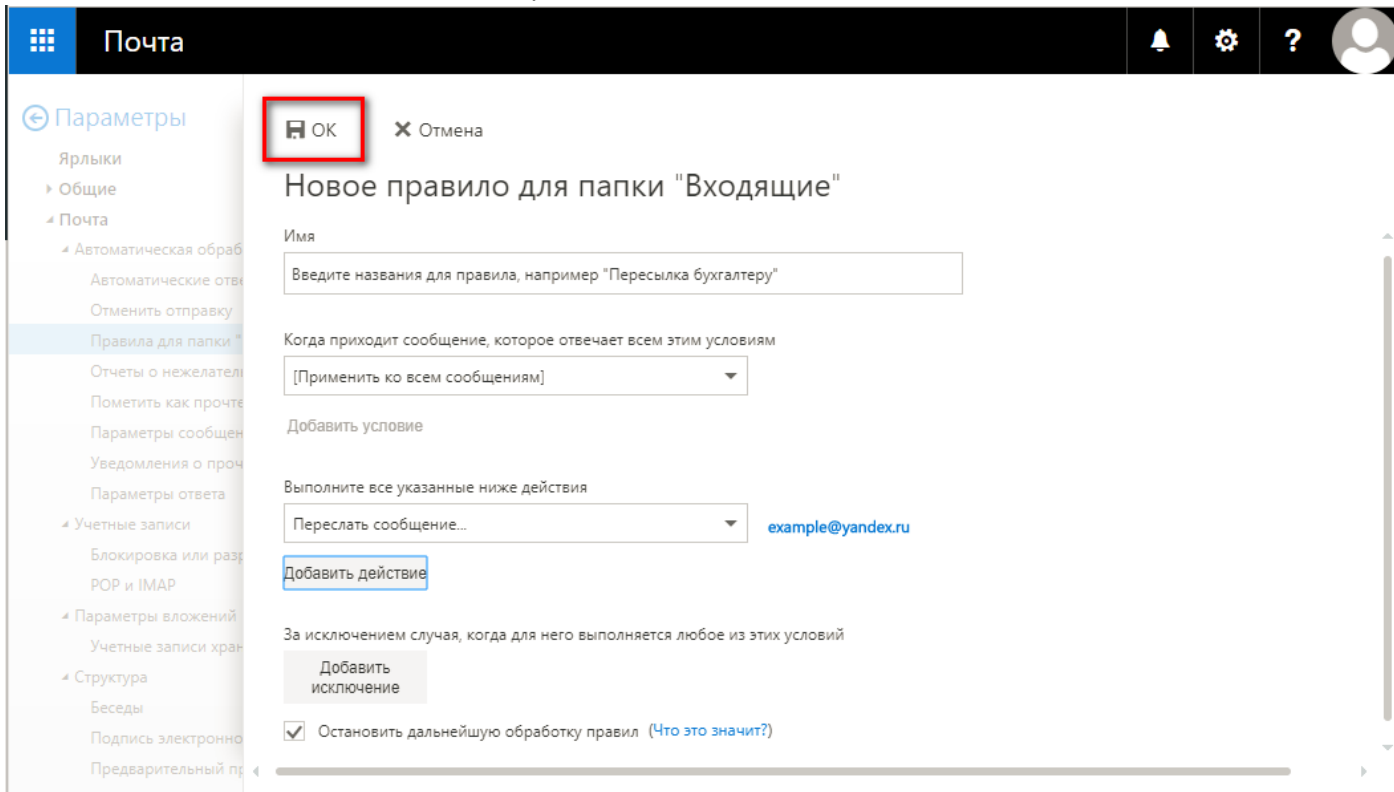 Почта
?
Параметры
Ярлыки
Общие
Почта
Автоматическая обраб
Автоматические отве
Отменить отправку
Правила для папки "
Отчеты о нежелатель
Пометить как прочте
Параметры сообщен
Уведомления о проч
Параметры ответа
Учетные записи
Блокировка или разр
POP и IMAP
Параметры вложений
Учетные записи хран
Структура
Беседы
Подпись электронно
Предварительный пр
ОК
Отмена
Новое правило для папки "Входящие"
Имя
Введите названия для правила, например "Пересылка бухгалтеру"
Когда приходит сообщение, которое отвечает всем этим условиям
[Применить ко всем сообщениям]
Добавить условие
Выполните все указанные ниже действия
Переслать сообщение...
example@yandex.ru
Добавить действие
За исключением случая, когда для него выполняется любое из этих условий
Добавить
исключение
Остановить дальнейшую обработку правил (Что это значит?)